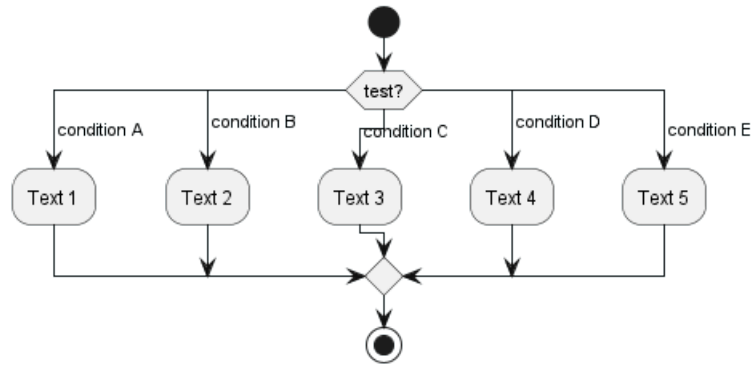 test?
condition A
condition B
condition C
condition D
condition E
Text 1
Text 2
Text 3
Text 4
Text 5